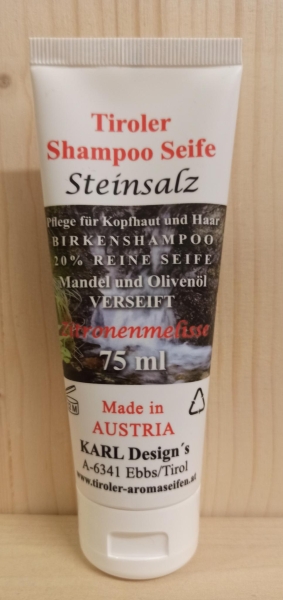 Tiroler
Shampoo Seife
Steinsalz
Pflege für Kopfhaut und Haar
BIRKENSHAMPOO
20% REINE SEIFE
Mandel und Olivenöl
VERSEIFT
Zitronenmelisse
75 ml
Made in
AUSTRIA
KARL Design´s
A-6341 Ebbs/Tirol
www.tiroler-aromaseifen.at